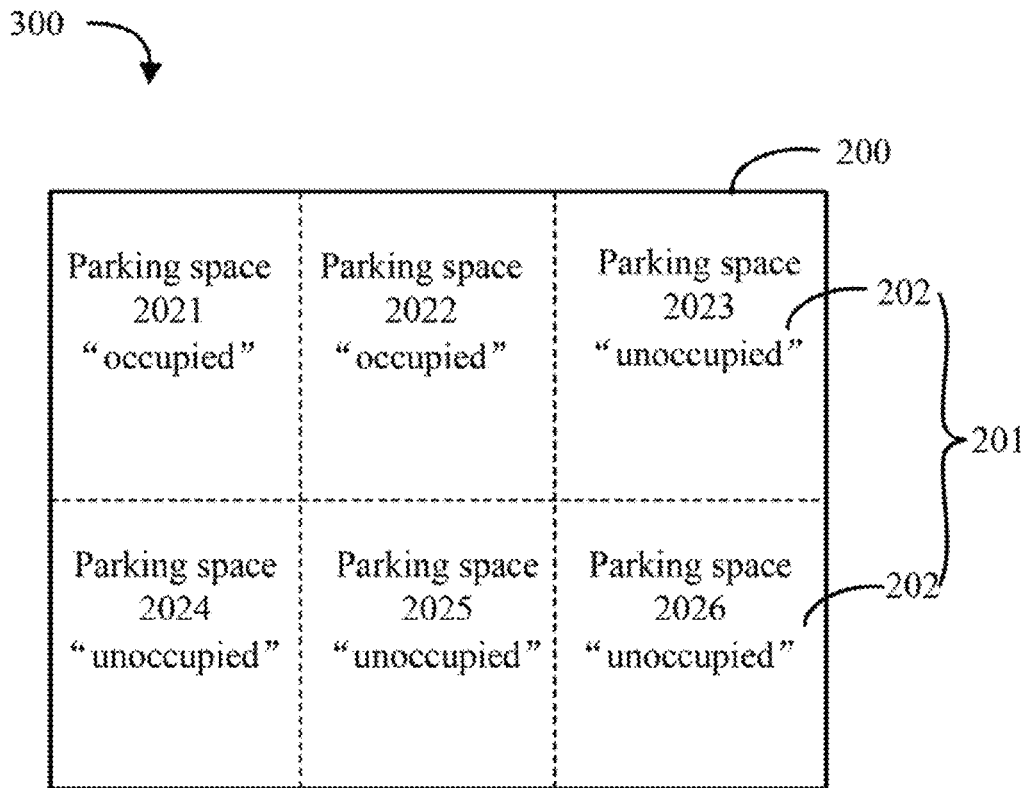 300
200
Parking space
2021
“occupied”
Parking space
2022
“occupied”
Parking space
2023
“unoccupied”
202
201
Parking space
2024
“unoccupied”
Parking space
2025
“unoccupied”
Parking space
2026
“unoccupied”
202